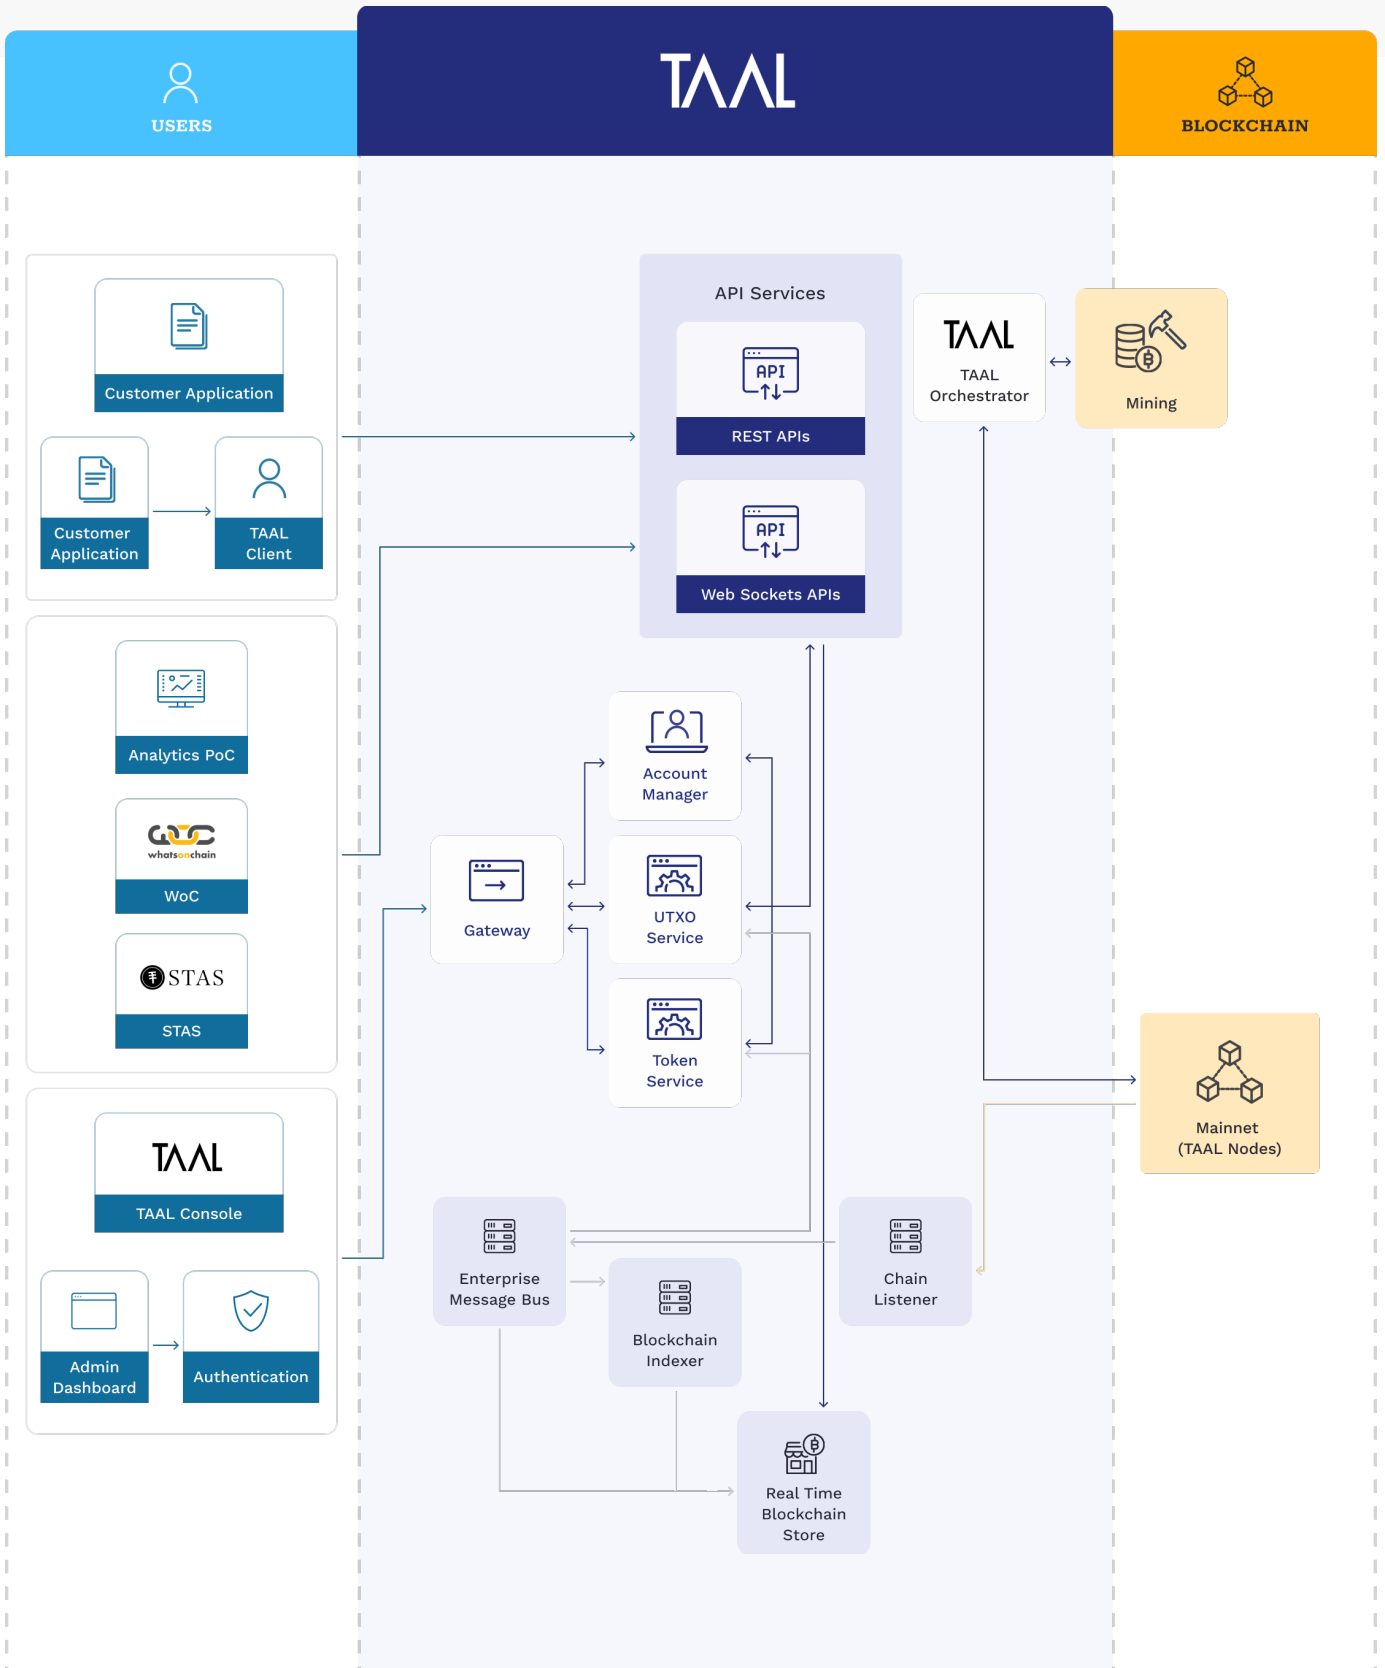 USERS
TAAL
BLOCKCHAIN
Customer Application
Customer
Application
TAAL
Client
API Services
API
REST APIs
API
Web Sockets APIs
TAAL
TAAL
Orchestrator
Mining
Analytics PoC
whatsonchain
WoC
STAS
STAS
Account
Manager
Gateway
UTXO
Service
Token
Service
Mainnet
(TAAL Nodes)
TAAL
TAAL Console
Admin
Dashboard
Authentication
Enterprise
Message Bus
Blockchain
Indexer
Chain
Listener
Real Time
Blockchain
Store